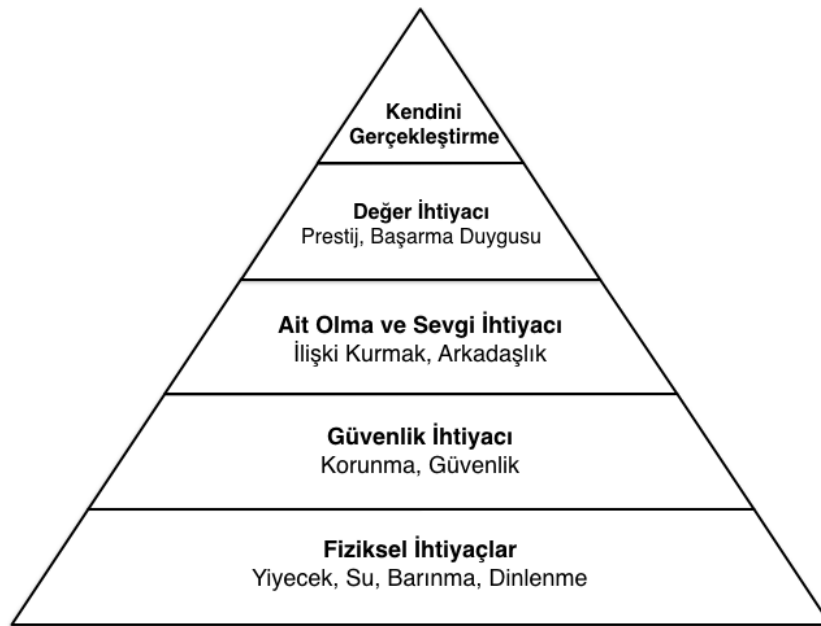 Kendini
Gerçekleştirme
Değer İhtiyacı
Prestij, Başarma Duygusu
Ait Olma ve Sevgi İhtiyacı
İlişki Kurmak, Arkadaşlık
Güvenlik İhtiyacı
Korunma, Güvenlik
Fiziksel İhtiyaçlar
Yiyecek, Su, Barınma, Dinlenme